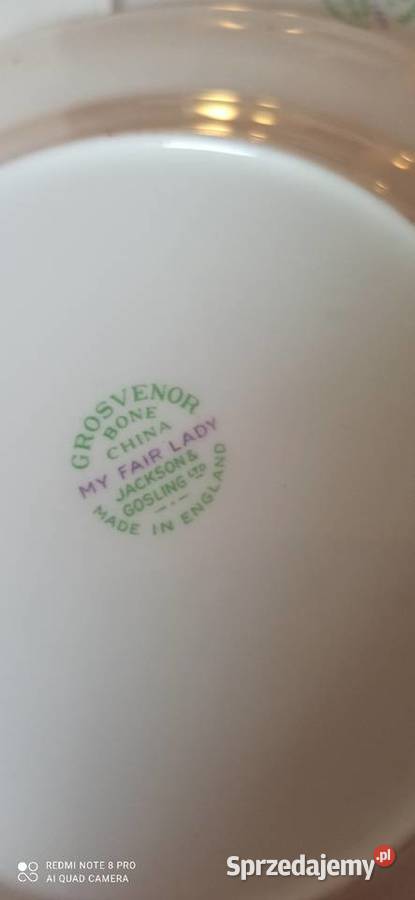 GROSVENOR
BONE
CHINA
MY FAIR LADY
JACKSON &
GOSLING LTD
MADE IN ENGLAND
REDMI NOTE 8 PRO
AI QUAD CAMERA
Sprzedajemy.pl